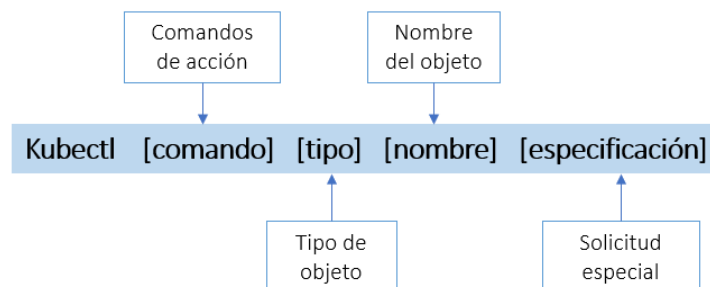 Comandos
de acción
Nombre
del objeto
Kubectl [comando] [tipo] [nombre] [especificación]
Tipo de
objeto
Solicitud
especial